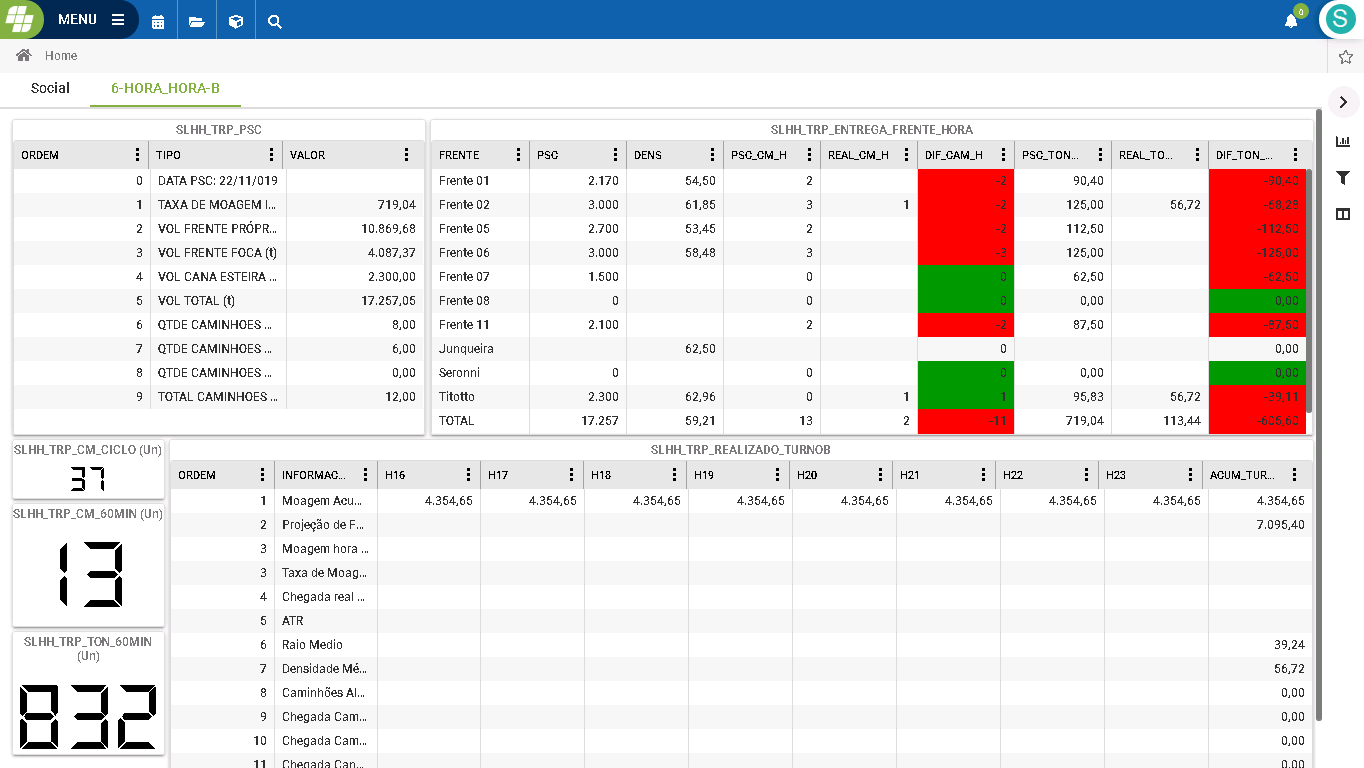 MENU
0
S
Home
Social 6-HORA_HORA-B
SLHH_TRP_PSC
ORDEM TIPO VALOR
0 DATA PSC: 22/11/019
1 TAXA DE MOAGEM I... 719,04
2 VOL FRENTE PRÓPR... 10.869,68
3 VOL FRENTE FOCA (t) 4.087,37
4 VOL CANA ESTEIRA ... 2.300,00
5 VOL TOTAL (t) 17.257,05
6 QTDE CAMINHOES ... 8,00
7 QTDE CAMINHOES ... 6,00
8 QTDE CAMINHOES ... 0,00
9 TOTAL CAMINHOES ... 12,00
SLHH_TRP_ENTREGA_FRENTE_HORA
FRENTE PSC DENS PSC_CM_H REAL_CM_H DIF_CAM_H PSC_TON... REAL_TO... DIF_TON_...
Frente 01 2.170 54,50 2 -2 90,40 -90,40
Frente 02 3.000 61,85 3 1 -2 125,00 56,72 -68,28
Frente 05 2.700 53,45 2 -2 112,50 -112,50
Frente 06 3.000 58,48 3 -3 125,00 -125,00
Frente 07 1.500 0 0 62,50 -62,50
Frente 08 0 0 0 0,00 0,00
Frente 11 2.100 2 -2 87,50 -87,50
Junqueira 62,50 0 0,00
Seronni 0 0 0 0,00 0,00
Titotto 2.300 62,96 0 1 1 95,83 56,72 -39,11
TOTAL 17.257 59,21 13 2 -11 719,04 113,44 -605,60
SLHH_TRP_CM_CICLO (Un)
37
SLHH_TRP_CM_60MIN (Un)
13
SLHH_TRP_TON_60MIN
(Un)
832
SLHH_TRP_REALIZADO_TURNOB
ORDEM INFORMAC... H16 H17 H18 H19 H20 H21 H22 H23 ACUM_TUR...
1 Moagem Acu... 4.354,65 4.354,65 4.354,65 4.354,65 4.354,65 4.354,65 4.354,65 4.354,65 4.354,65
2 Projeção de F... 7.095,40
3 Moagem hora ...
3 Taxa de Moag...
4 Chegada real ...
5 ATR
6 Raio Medio 39,24
7 Densidade Mé... 56,72
8 Caminhões Al... 0,00
9 Chegada Cam... 0,00
10 Chegada Cam... 0,00
11 Chegada Can... 0,00